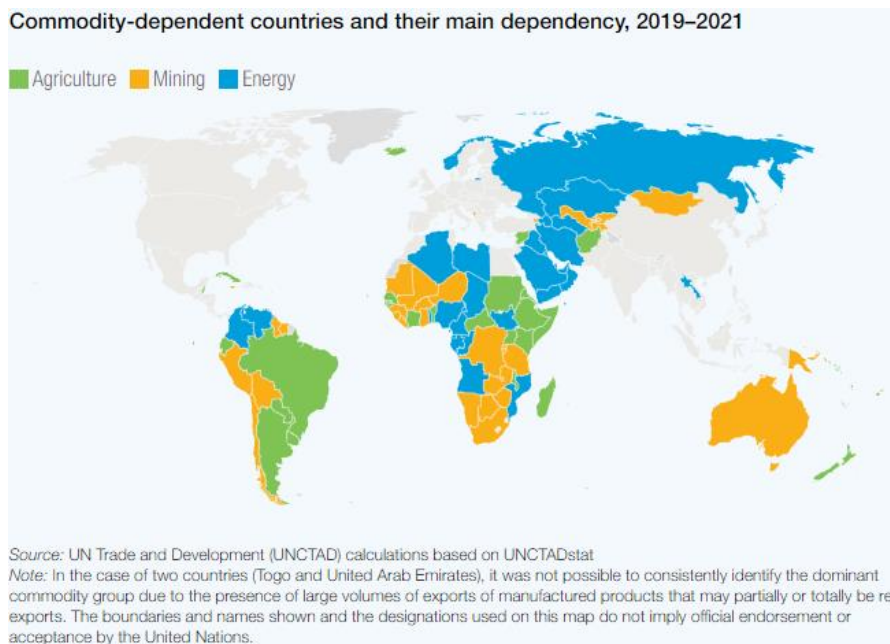 Commodity-dependent countries and their main dependency, 2019–2021
Agriculture Mining Energy
Source: UN Trade and Development (UNCTAD) calculations based on UNCTADstat
Note: In the case of two countries (Togo and United Arab Emirates), it was not possible to consistently identify the dominant
commodity group due to the presence of large volumes of exports of manufactured products that may partially or totally be re
exports. The boundaries and names shown and the designations used on this map do not imply official endorsement or
acceptance by the United Nations.